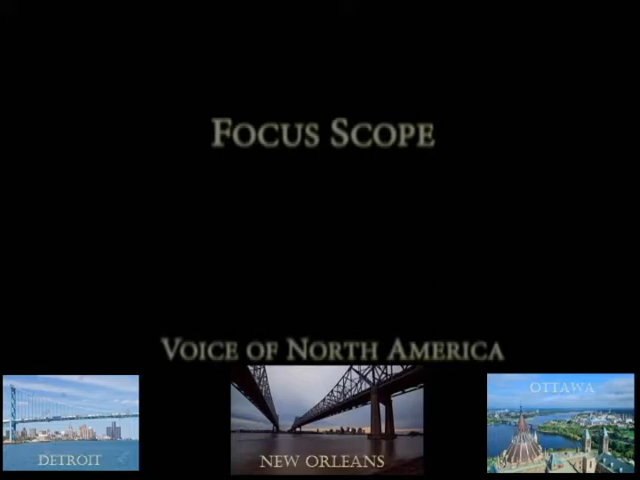 Focus Scope
Voice of North America
DETROIT
NEW ORLEANS
OTTAWA